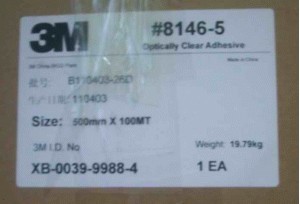 3M #8146-5
Optically Clear Adhesive
Made in China
批号: B110403-26D
生产日期: 110403
Size: 500mm X 100MT
3M I.D. No Weight: 19.79kg
XB-0039-9988-4 1 EA